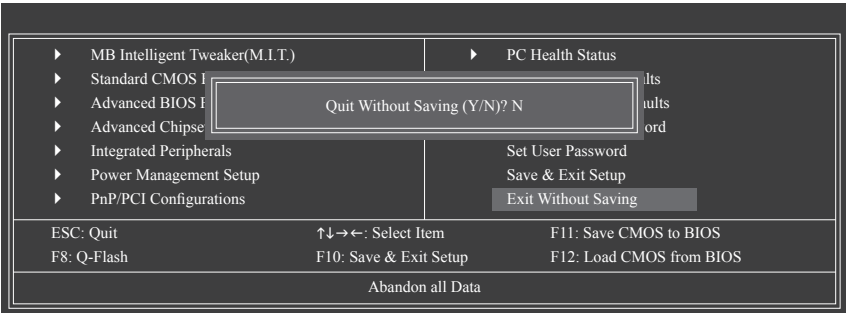 MB Intelligent Tweaker(M.I.T.)
Standard CMOS
Advanced BIOS
Advanced
Integrated Peripherals
Power Management Setup
PnP/PCI Configurations
PC Health Status
Set User Password
Save & Exit Setup
Exit Without Saving
Quit Without Saving (Y/N)? N
ESC: Quit
↑↓→←: Select Item
F11: Save CMOS to BIOS
F8: Q-Flash
F10: Save & Exit Setup
F12: Load CMOS from BIOS
Abandon all Data